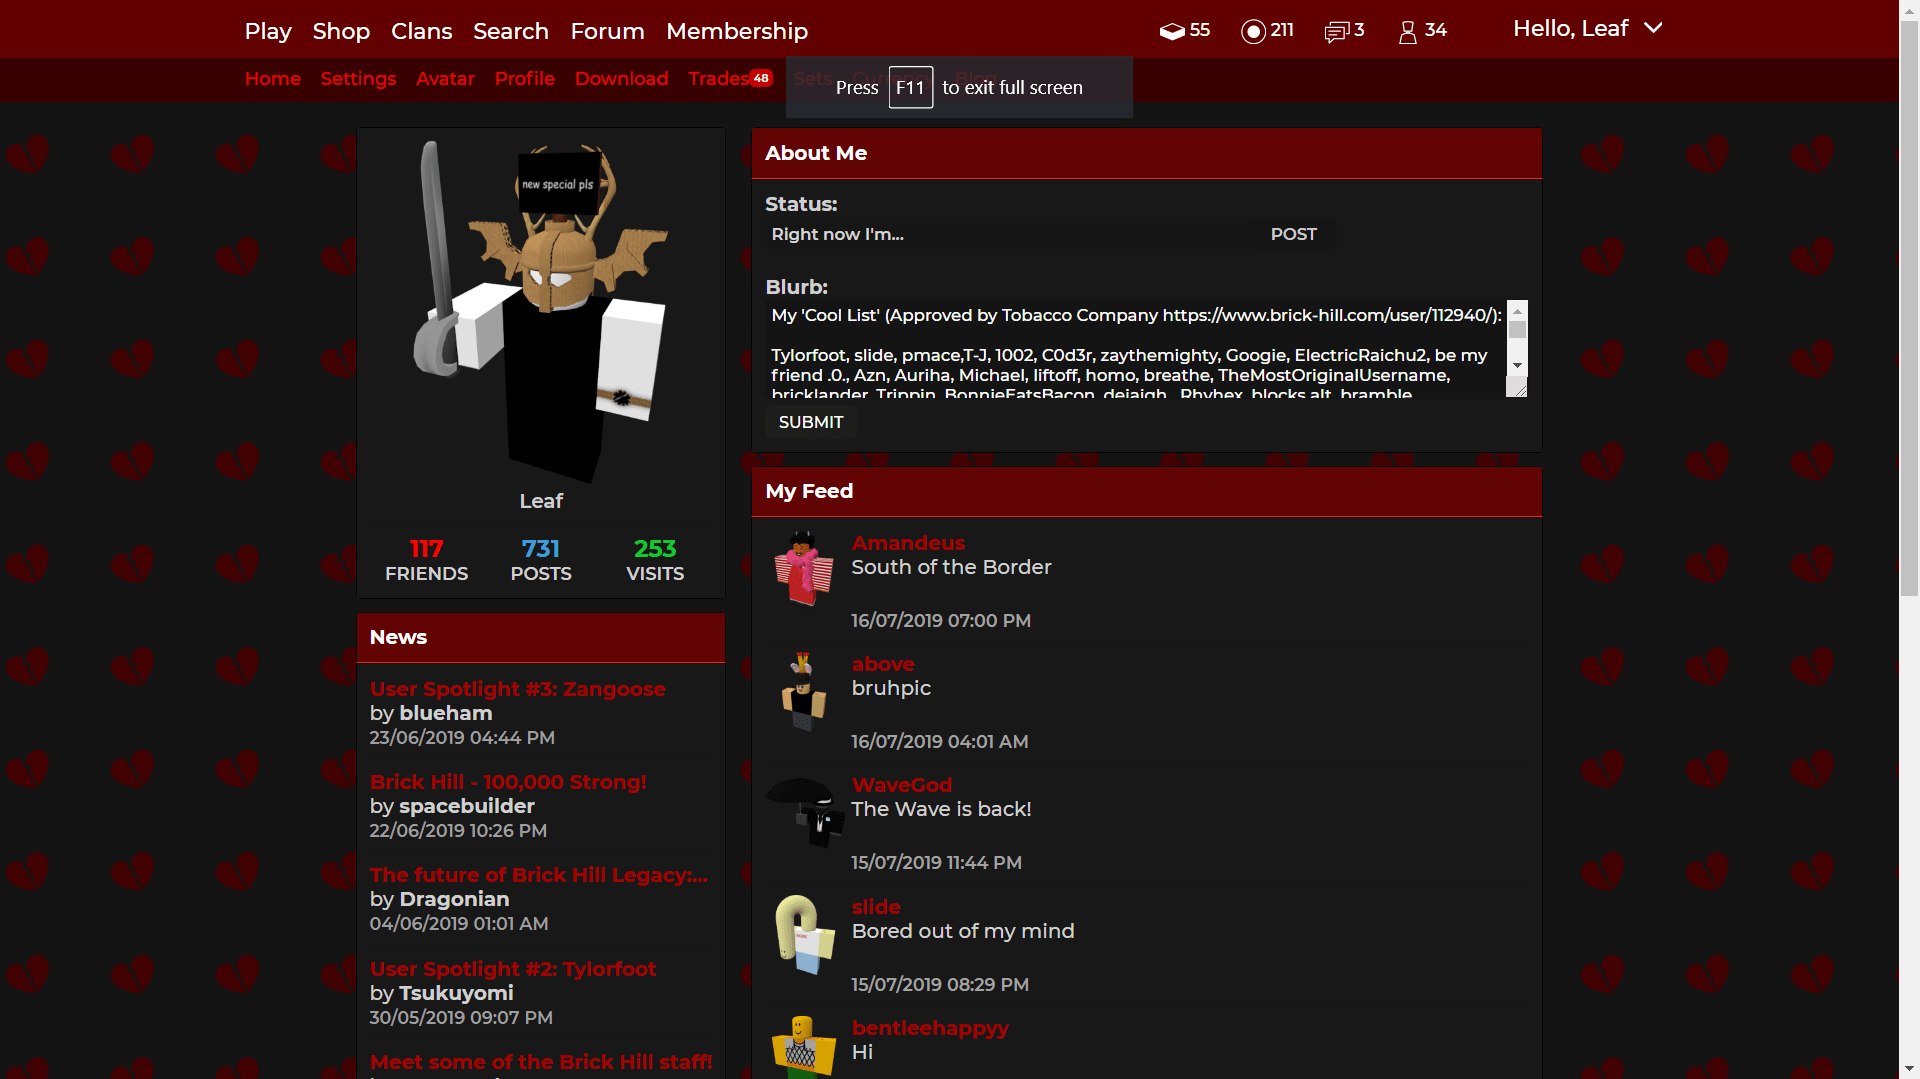 Play Shop Clans Search Forum Membership 55 211 3 34 Hello, Leaf
Home Settings Avatar Profile Download Trades 48 Sets Currency Blog
Press F11 to exit full screen
new special pls
Leaf
117 731 253
FRIENDS POSTS VISITS
News
User Spotlight #3: Zangoose
by blueham
23/06/2019 04:44 PM
Brick Hill - 100,000 Strong!
by spacebuilder
22/06/2019 10:26 PM
The future of Brick Hill Legacy:...
by Dragonian
04/06/2019 01:01 AM
User Spotlight #2: Tylorfoot
by Tsukuyomi
30/05/2019 09:07 PM
Meet some of the Brick Hill staff!
About Me
Status:
Right now I'm... POST
Blurb:
My 'Cool List' (Approved by Tobacco Company https://www.brick-hill.com/user/112940/):
Tylorfoot, slide, pmace,T-J, 1002, C0d3r, zaythemighty, Googie, ElectricRaichu2, be my
friend .0., Azn, Auriha, Michael, liftoff, homo, breathe, TheMostOriginalUsername,
bricklander, Trippin, BonnieEatsBacon, dejaigh_, Rhyhex, blocks alt, bramble,
SUBMIT
My Feed
Amandeus
South of the Border
16/07/2019 07:00 PM
above
bruhpic
16/07/2019 04:01 AM
WaveGod
The Wave is back!
15/07/2019 11:44 PM
slide
Bored out of my mind
15/07/2019 08:29 PM
bentleehappyy
Hi